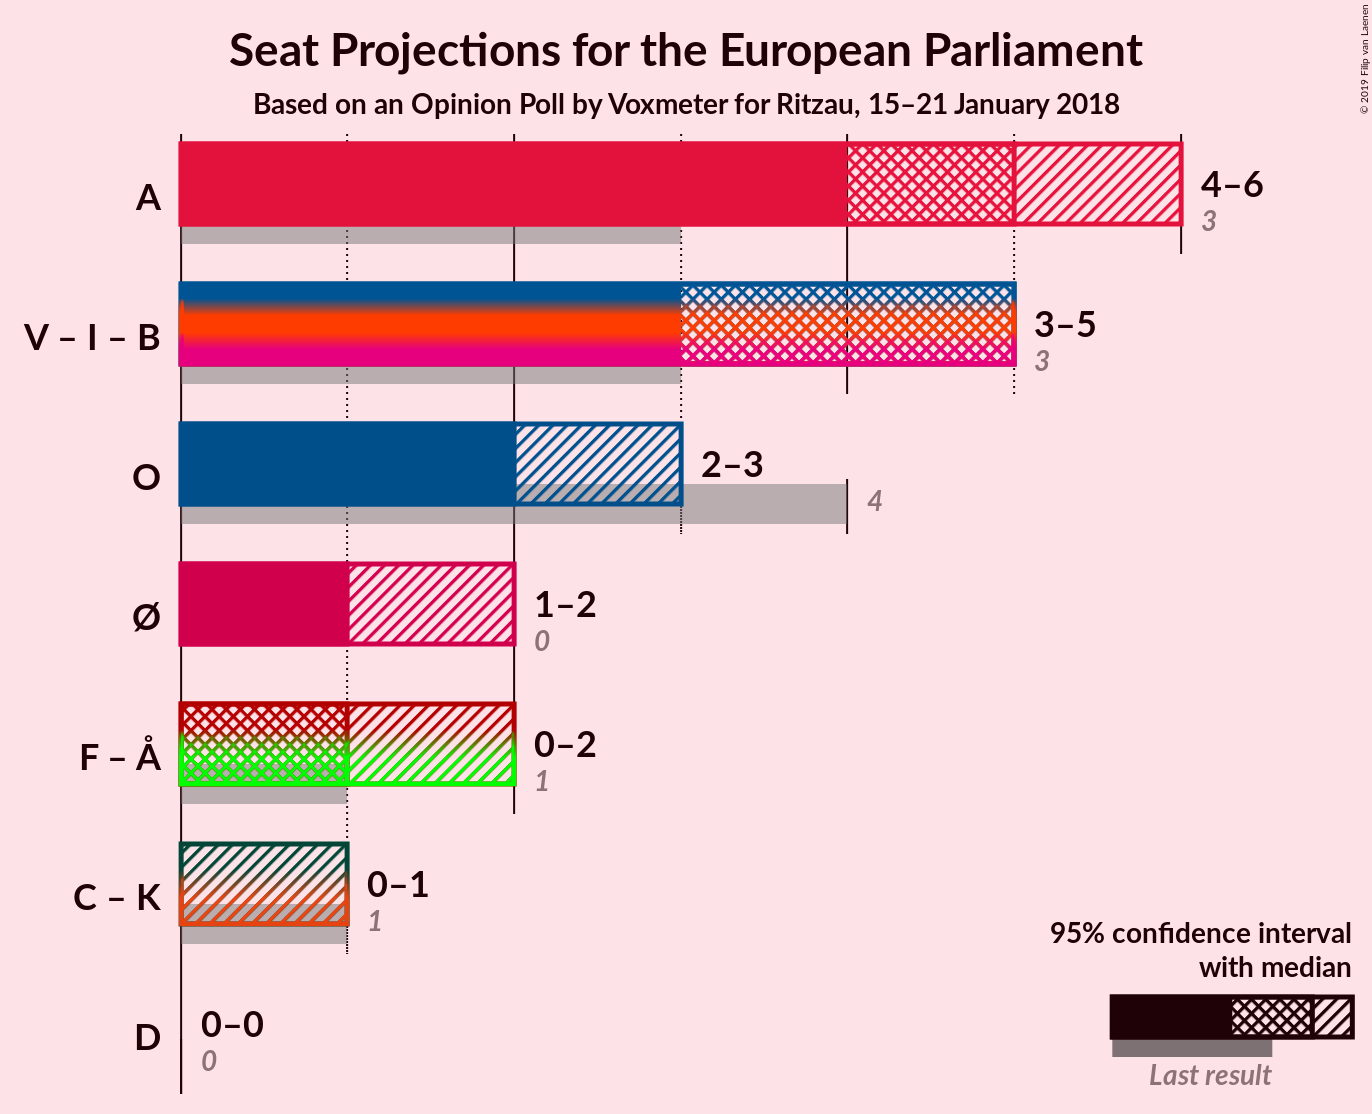 Seat Projections for the European Parliament
Based on an Opinion Poll by Voxmeter for Ritzau, 15–21 January 2018
© 2019 Filip van Laenen
A
4–6
3
V – I – B
3–5
3
O
2–3
4
Ø
1–2
0
F – Å
0–2
1
C – K
0–1
1
D
0–0
0
95% confidence interval
with median
Last result